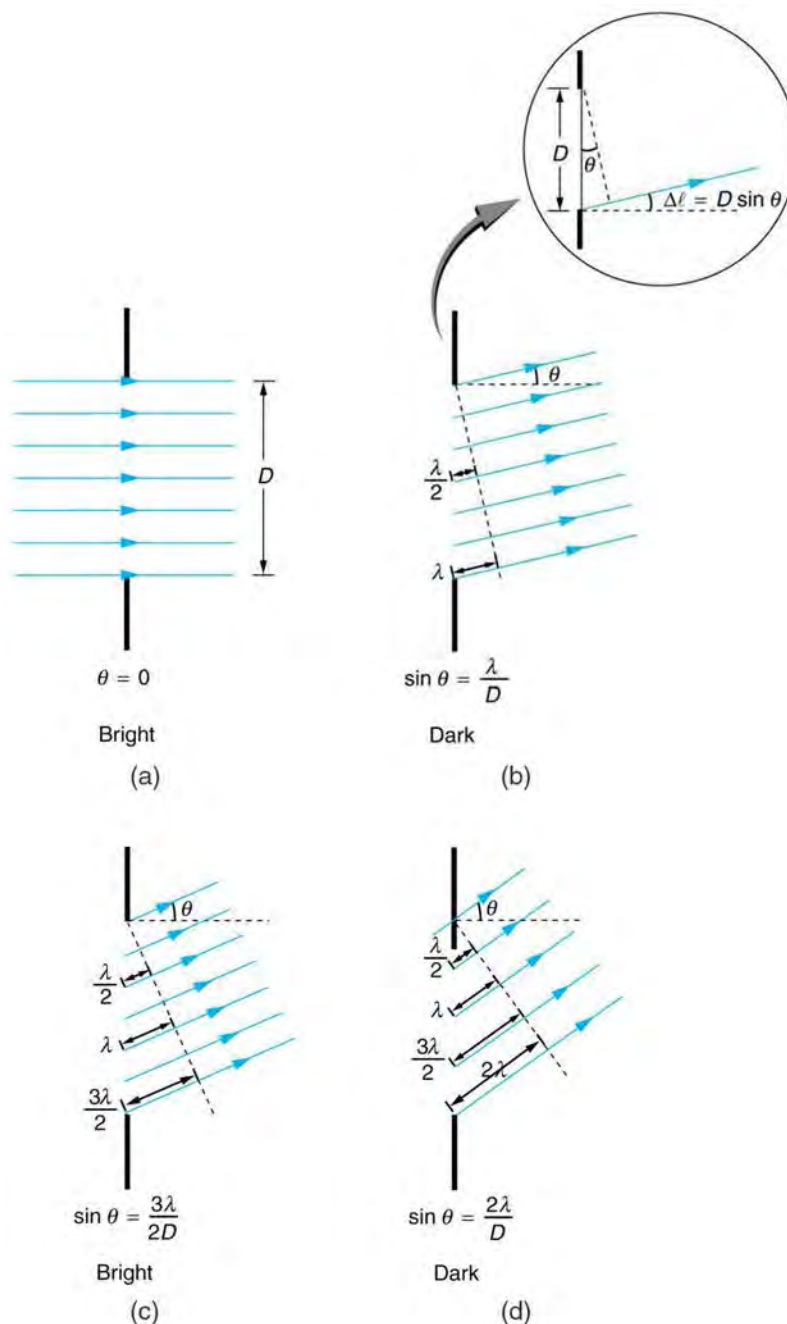 D
θ
Δℓ = D sin θ
D
θ = 0
Bright
(a)
θ
λ/2
λ
sin θ = λ/D
Dark
(b)
θ
λ/2
λ
3λ/2
sin θ = 3λ/2D
Bright
(c)
θ
λ/2
λ
3λ/2
2λ
sin θ = 2λ/D
Dark
(d)